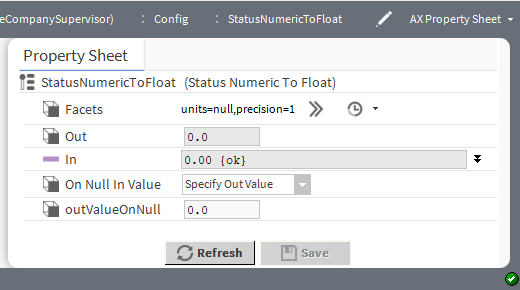 eCompanySupervisor) : Config : StatusNumericToFloat AX Property Sheet
Property Sheet
StatusNumericToFloat (Status Numeric To Float)
Facets units=null,precision=1
Out 0.0
In 0.00 {ok}
On Null In Value Specify Out Value
outValueOnNull 0.0
Refresh Save